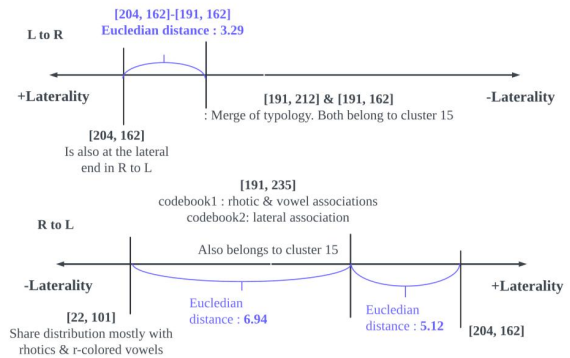 [204, 162]-[191, 162]
Eucledian distance : 3.29
L to R
+Laterality
-Laterality
[191, 212] & [191, 162]
: Merge of typology. Both belong to cluster 15
[204, 162]
Is also at the lateral
end in R to L
[191, 235]
codebook1 : rhotic & vowel associations
codebook2: lateral association
R to L
Also belongs to cluster 15
-Laterality
+Laterality
Eucledian
distance : 6.94
Eucledian
distance : 5.12
[22, 101]
Share distribution mostly with
rhotics & r-colored vowels
[204, 162]